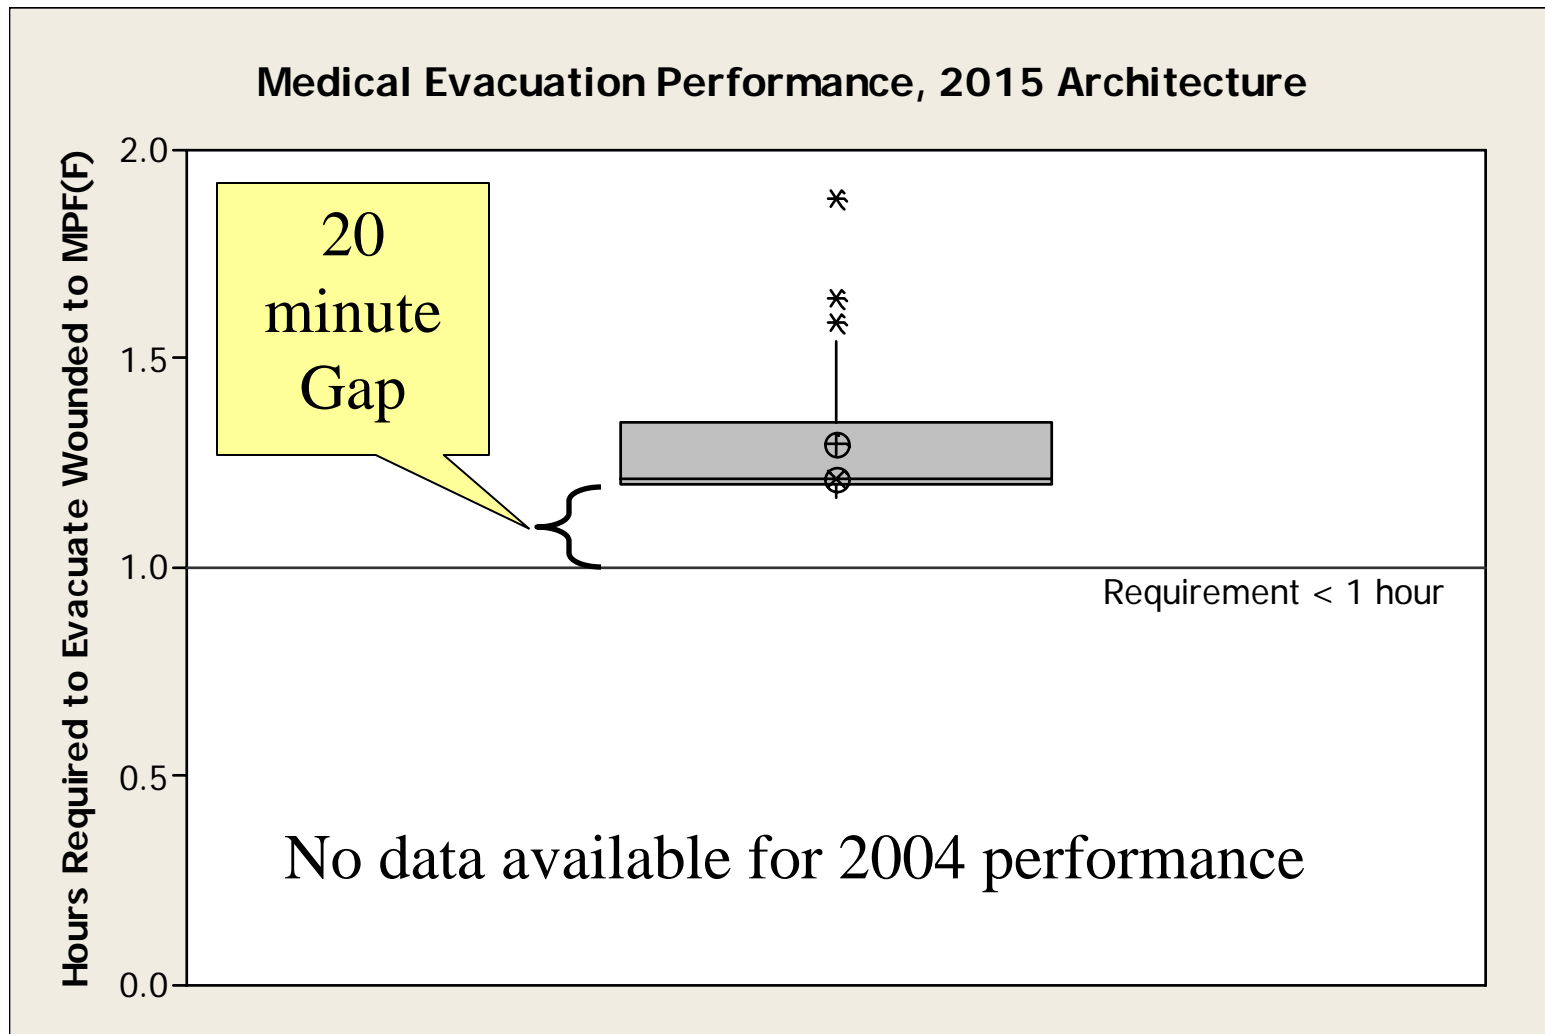 Medical Evacuation Performance, 2015 Architecture
Hours Required to Evacuate Wounded to MPF(F)
2.0
1.5
1.0
0.5
0.0
20
minute
Gap
Requirement < 1 hour
No data available for 2004 performance